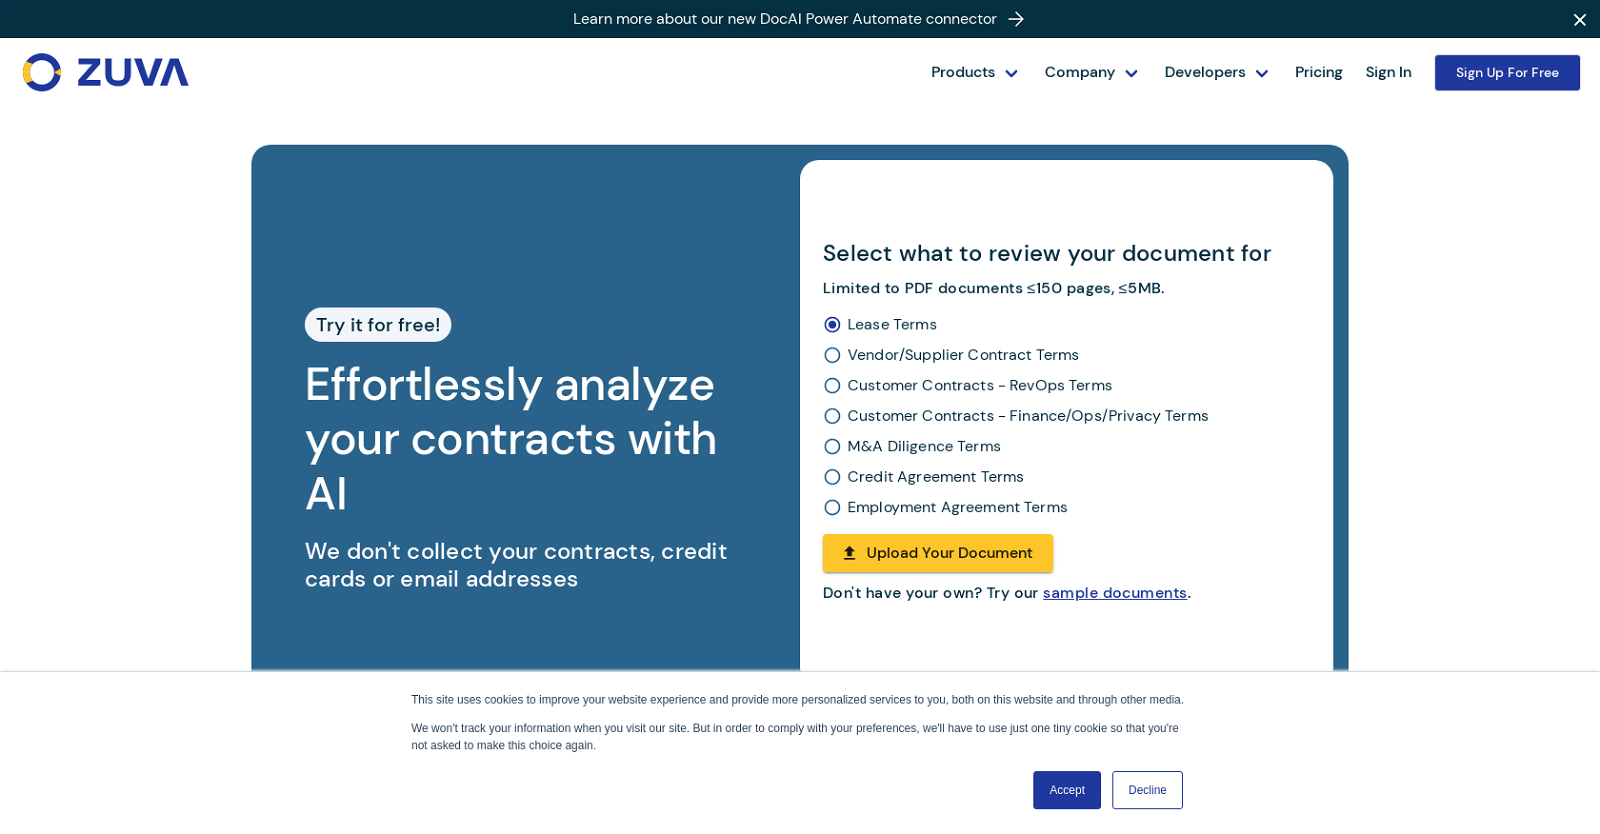 Learn more about our new DocAI Power Automate connector
ZUVA
Products
Company
Developers
Pricing
Sign In
Sign Up For Free
Try it for free!
Effortlessly analyze
your contracts with
AI
We don't collect your contracts, credit
cards or email addresses
Select what to review your document for
Limited to PDF documents ≤150 pages, ≤5MB.
Lease Terms
Vendor/Supplier Contract Terms
Customer Contracts - RevOps Terms
Customer Contracts - Finance/Ops/Privacy Terms
M&A Diligence Terms
Credit Agreement Terms
Employment Agreement Terms
Upload Your Document
Don't have your own? Try our sample documents.
This site uses cookies to improve your website experience and provide more personalized services to you, both on this website and through other media.
We won't track your information when you visit our site. But in order to comply with your preferences, we'll have to use just one tiny cookie so that you're
not asked to make this choice again.
Accept
Decline